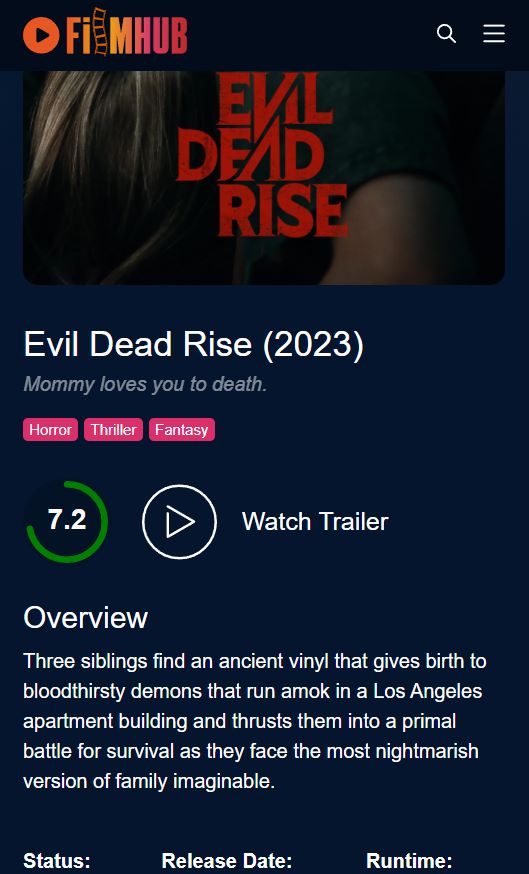 FiLMHUB
EVIL
DEAD
RISE
Evil Dead Rise (2023)
Mommy loves you to death.
Horror Thriller Fantasy
7.2 Watch Trailer
Overview
Three siblings find an ancient vinyl that gives birth to
bloodthirsty demons that run amok in a Los Angeles
apartment building and thrusts them into a primal
battle for survival as they face the most nightmarish
version of family imaginable.
Status: Release Date: Runtime: